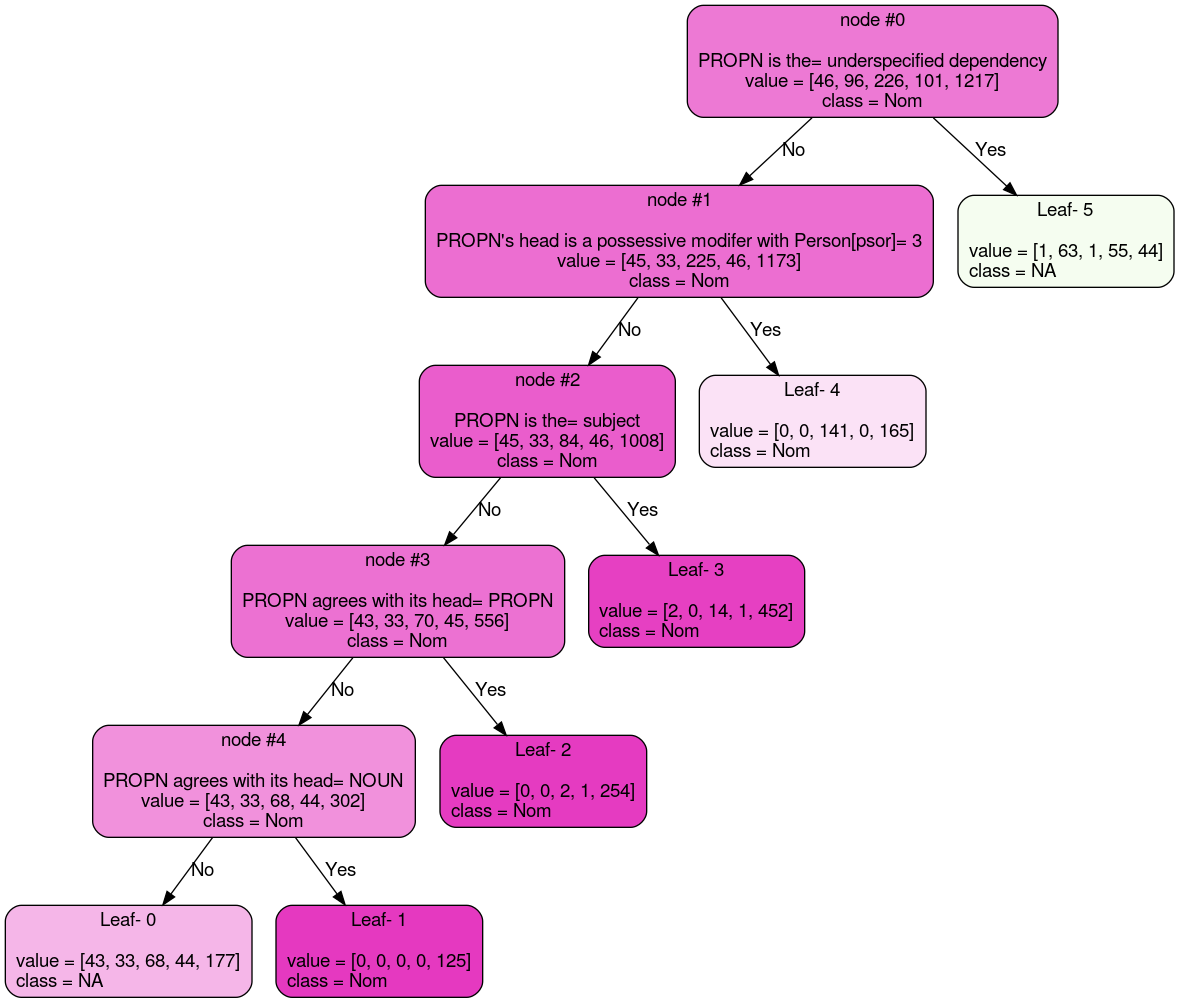 node #0
PROPN is the= underspecified dependency
value = [46, 96, 226, 101, 1217]
class = Nom
No
Yes
node #1
PROPN's head is a possessive modifer with Person[psor]= 3
value = [45, 33, 225, 46, 1173]
class = Nom
Leaf- 5
value = [1, 63, 1, 55, 44]
class = NA
No
Yes
node #2
PROPN is the= subject
value = [45, 33, 84, 46, 1008]
class = Nom
Leaf- 4
value = [0, 0, 141, 0, 165]
class = Nom
No
Yes
node #3
PROPN agrees with its head= PROPN
value = [43, 33, 70, 45, 556]
class = Nom
Leaf- 3
value = [2, 0, 14, 1, 452]
class = Nom
No
Yes
node #4
PROPN agrees with its head= NOUN
value = [43, 33, 68, 44, 302]
class = Nom
Leaf- 2
value = [0, 0, 2, 1, 254]
class = Nom
No
Yes
Leaf- 0
value = [43, 33, 68, 44, 177]
class = NA
Leaf- 1
value = [0, 0, 0, 0, 125]
class = Nom